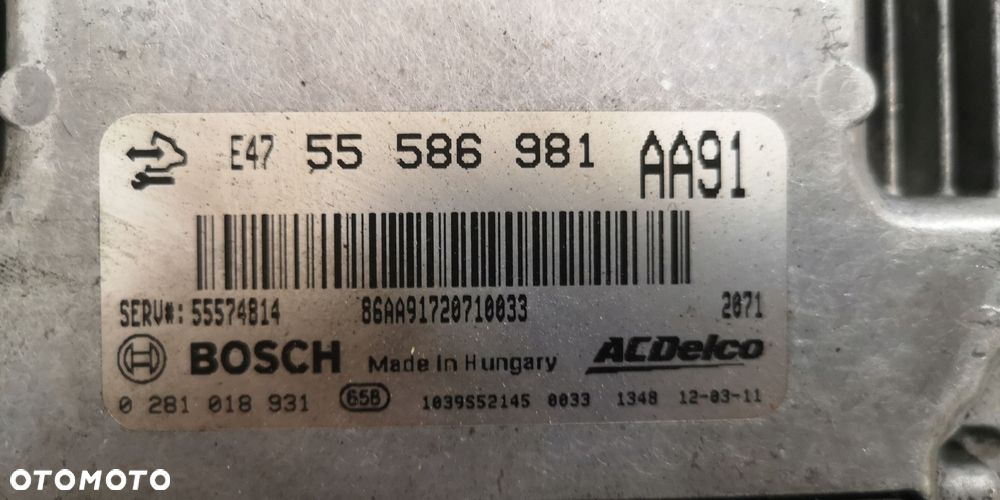 E47 55 586 981 AA91
SERV#: 55574814 86AA91720710033 2071
BOSCH Made in Hungary ACDelco
0 281 018 931 658 1039S52145 0033 1348 12-03-11
OTOMOTO